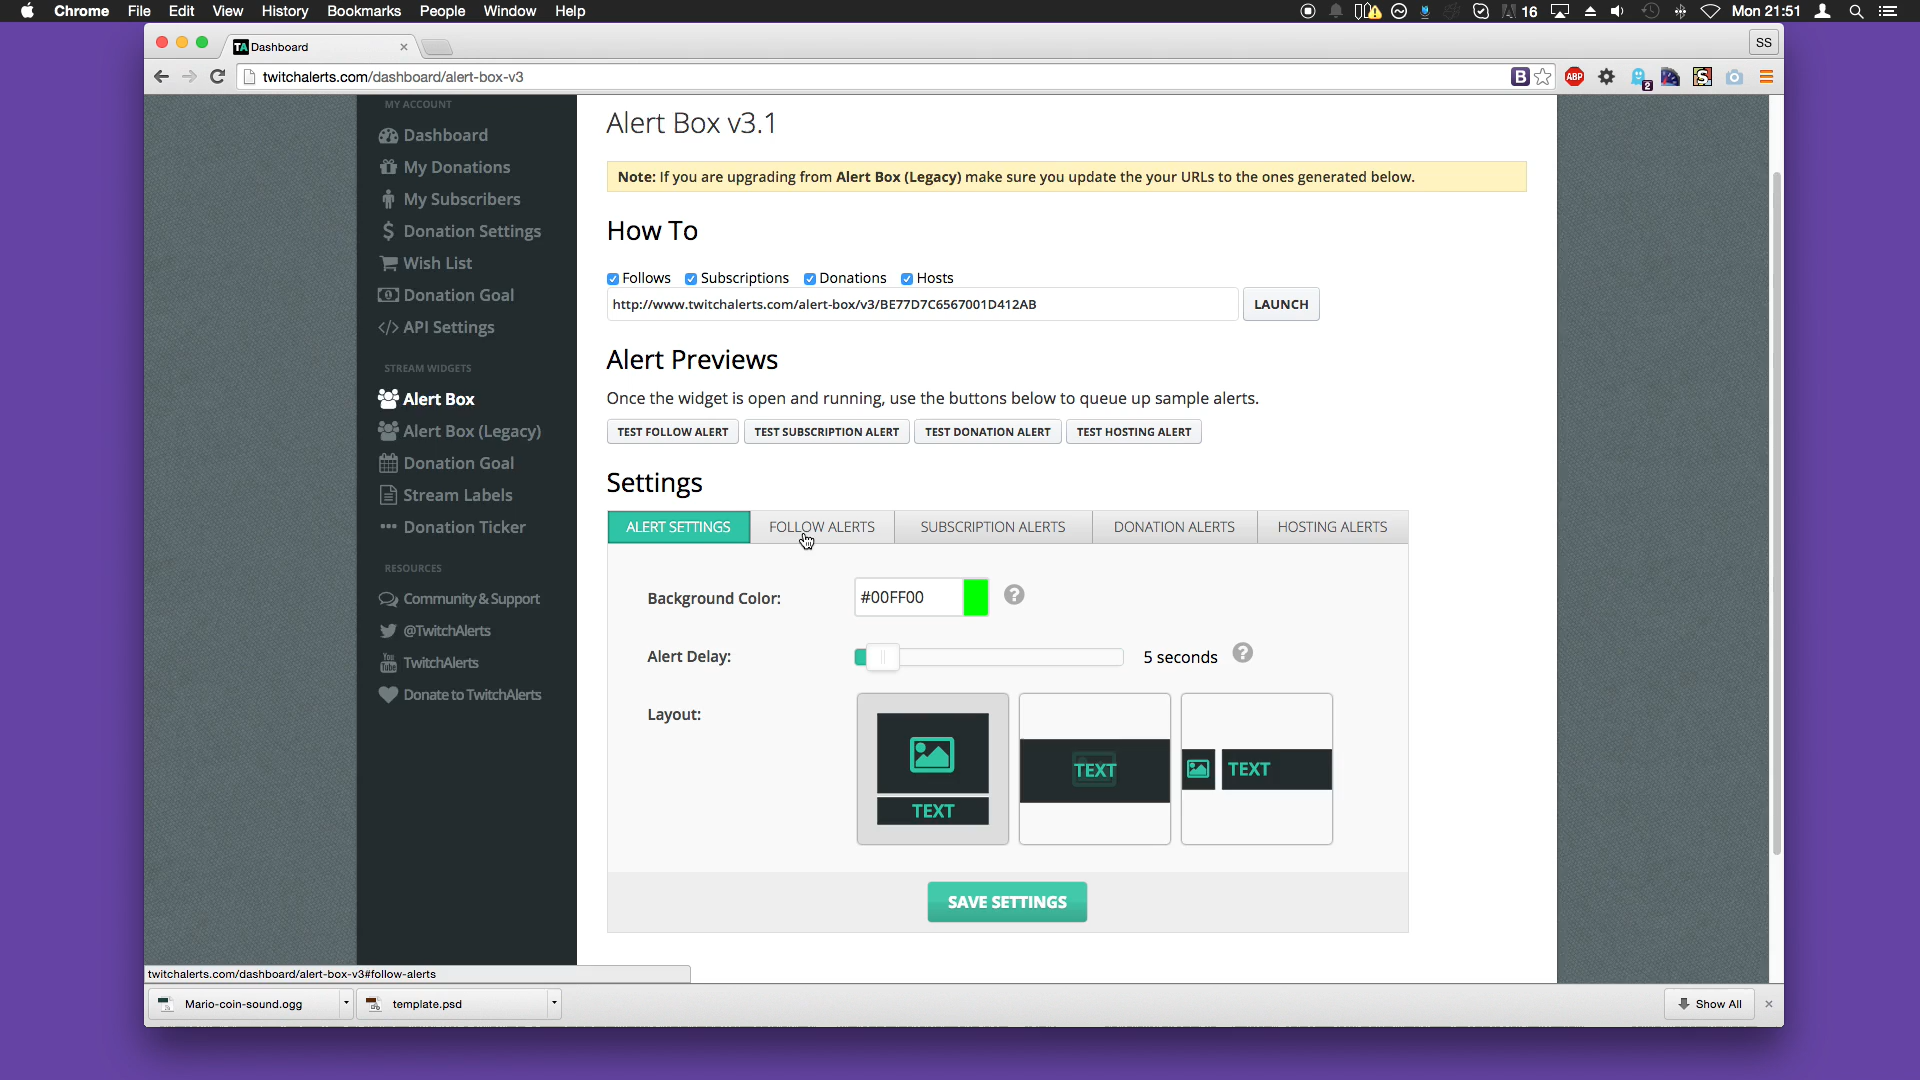 Chrome File Edit View History Bookmarks People Window Help
16 Mon 21:51
TA Dashboard
SS
twitchalerts.com/dashboard/alert-box-v3
B ABP 2 S
MY ACCOUNT
Dashboard
My Donations
My Subscribers
$ Donation Settings
Wish List
Donation Goal
</> API Settings
STREAM WIDGETS
Alert Box
Alert Box (Legacy)
Donation Goal
Stream Labels
Donation Ticker
RESOURCES
Community & Support
@TwitchAlerts
You Tube TwitchAlerts
Donate to TwitchAlerts
Alert Box v3.1
Note: If you are upgrading from Alert Box (Legacy) make sure you update the your URLs to the ones generated below.
How To
Follows Subscriptions Donations Hosts
http://www.twitchalerts.com/alert-box/v3/BE77D7C6567001D412AB LAUNCH
Alert Previews
Once the widget is open and running, use the buttons below to queue up sample alerts.
TEST FOLLOW ALERT TEST SUBSCRIPTION ALERT TEST DONATION ALERT TEST HOSTING ALERT
Settings
ALERT SETTINGS FOLLOW ALERTS SUBSCRIPTION ALERTS DONATION ALERTS HOSTING ALERTS
Background Color: #00FF00 ?
Alert Delay: 5 seconds ?
Layout:
TEXT
TEXT
TEXT
SAVE SETTINGS
twitchalerts.com/dashboard/alert-box-v3#follow-alerts
Mario-coin-sound.ogg template.psd Show All